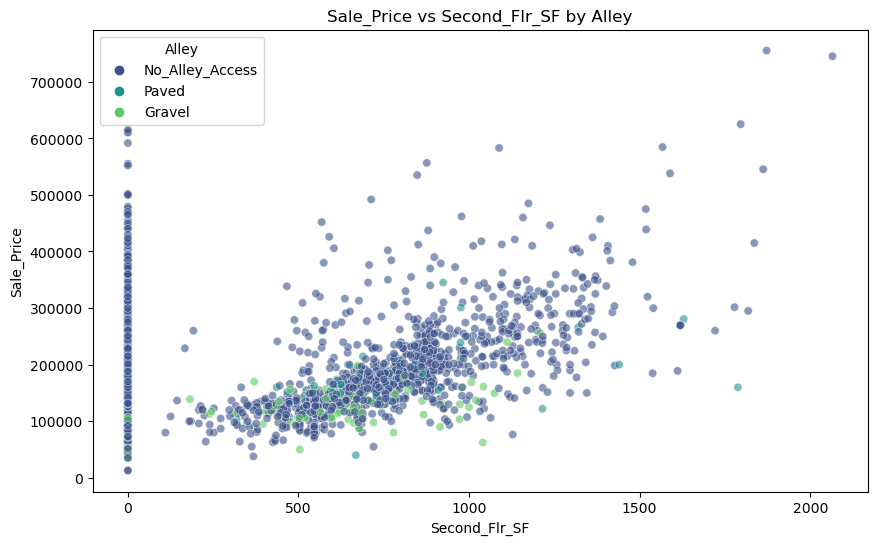 Sale_Price vs Second_Flr_SF by Alley
Alley
No_Alley_Access
Paved
Gravel
700000
600000
500000
400000
300000
200000
100000
0
Sale_Price
0 500 1000 1500 2000
Second_Flr_SF